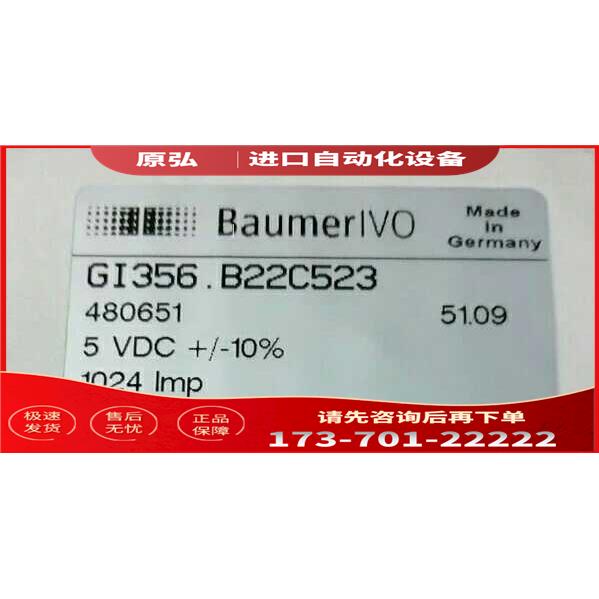 原弘 | 进口自动化设备
BaumerIVO
Made
in
Germany
GI356.B22C523
480651 51.09
5 VDC +/-10%
1024 Imp
极速
发货
售后
无忧
正品
保障
请先咨询后再下单
173-701-22222